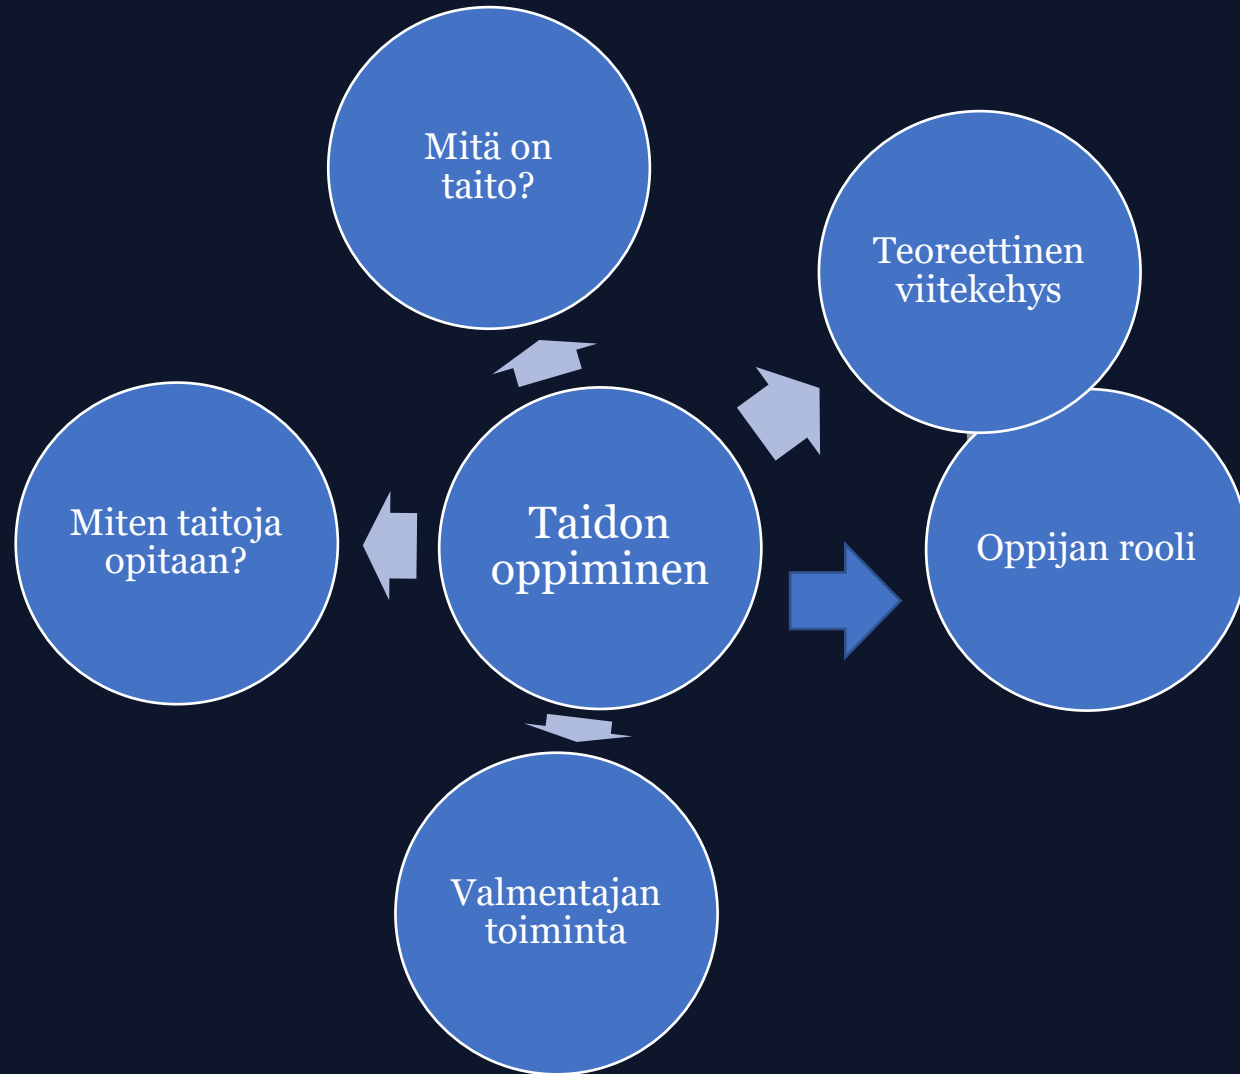 Mitä on
taito?
Teoreettinen
viitekehys
Miten taitoja
opitaan?
Taidon
oppiminen
Oppijan rooli
Valmentajan
toiminta